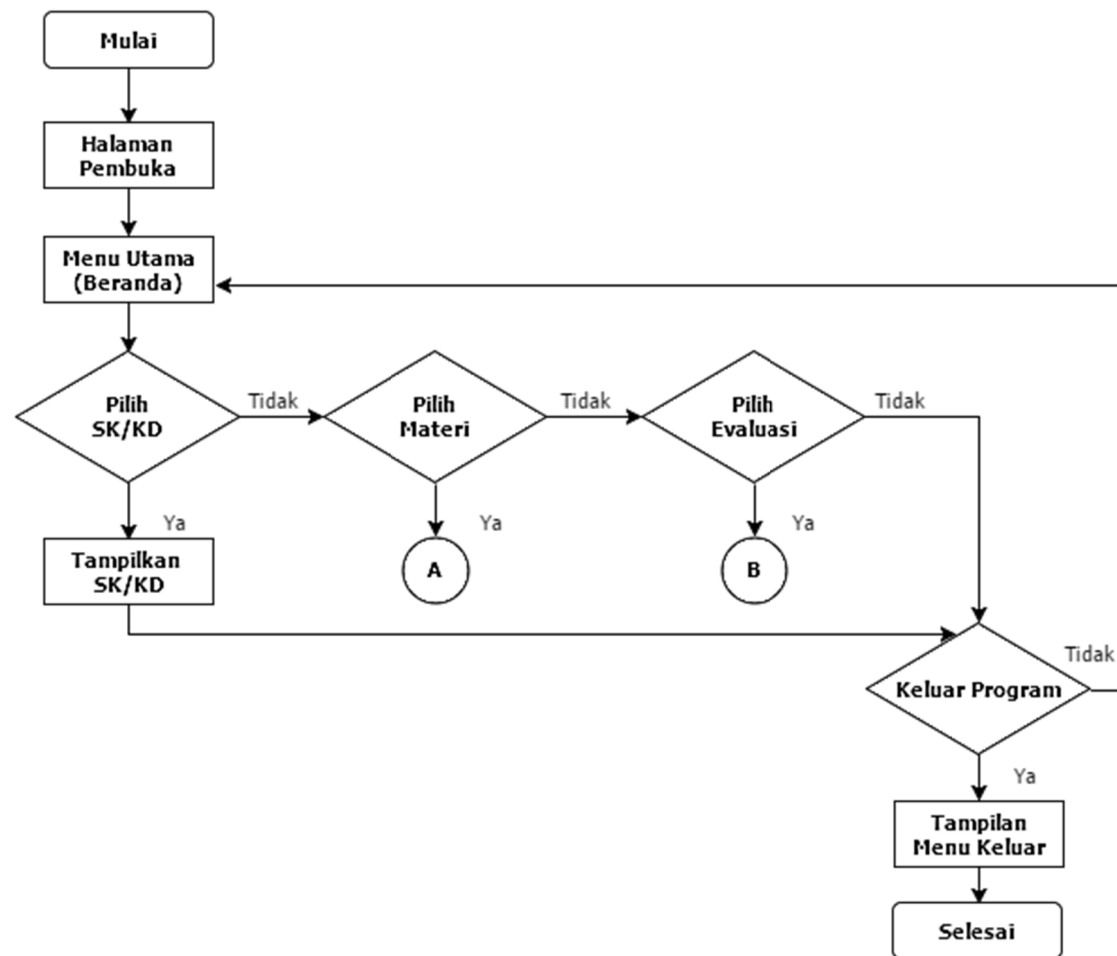 Mulai
Halaman
Pembuka
Menu Utama
(Beranda)
Pilih
SK/KD
Tidak
Pilih
Materi
Tidak
Pilih
Evaluasi
Tidak
Ya
Ya
Ya
Tampilkan
SK/KD
A
B
Tidak
Keluar Program
Ya
Tampilan
Menu Keluar
Selesai